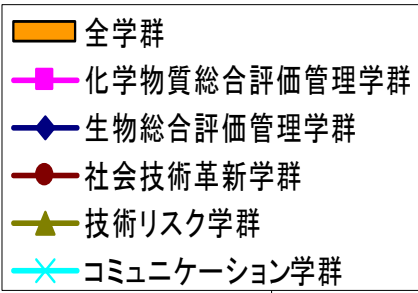 全学群
化学物質総合評価管理学群
生物総合評価管理学群
社会技術革新学群
技術リスク学群
コミュニケーション学群